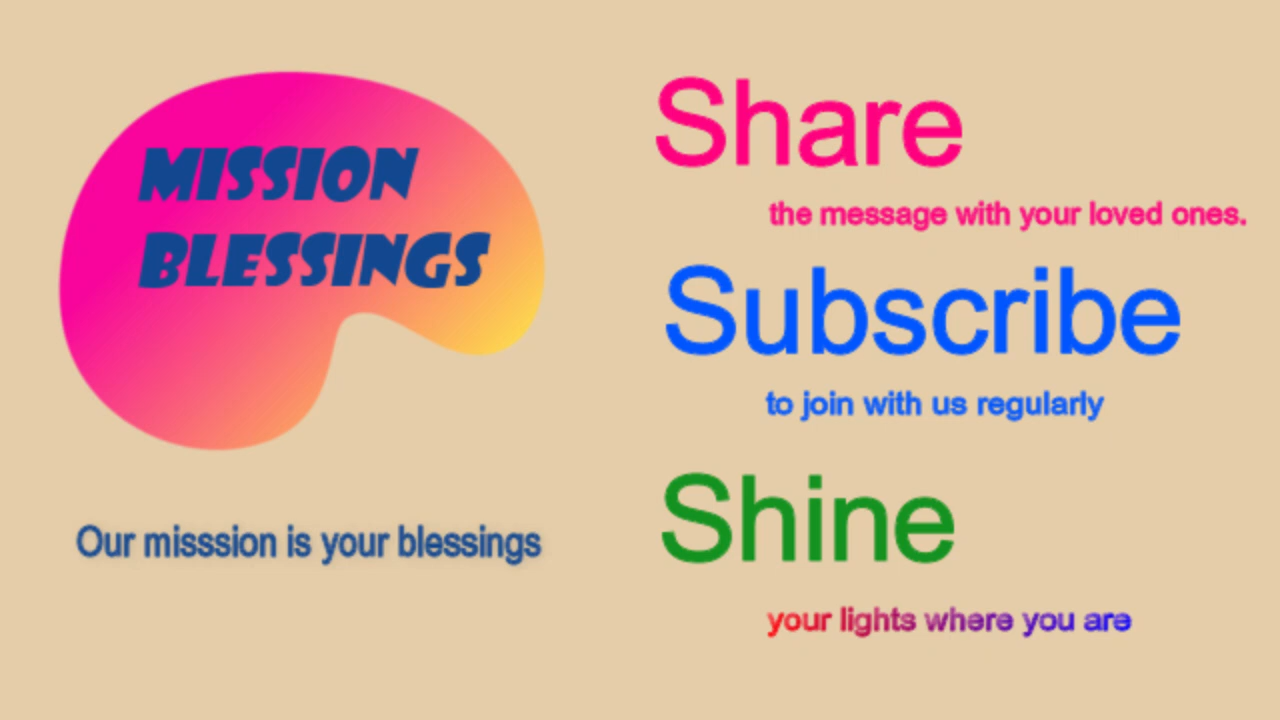 MISSION
BLESSINGS
Our misssion is your blessings
Share
the message with your loved ones.
Subscribe
to join with us regularly
Shine
your lights where you are